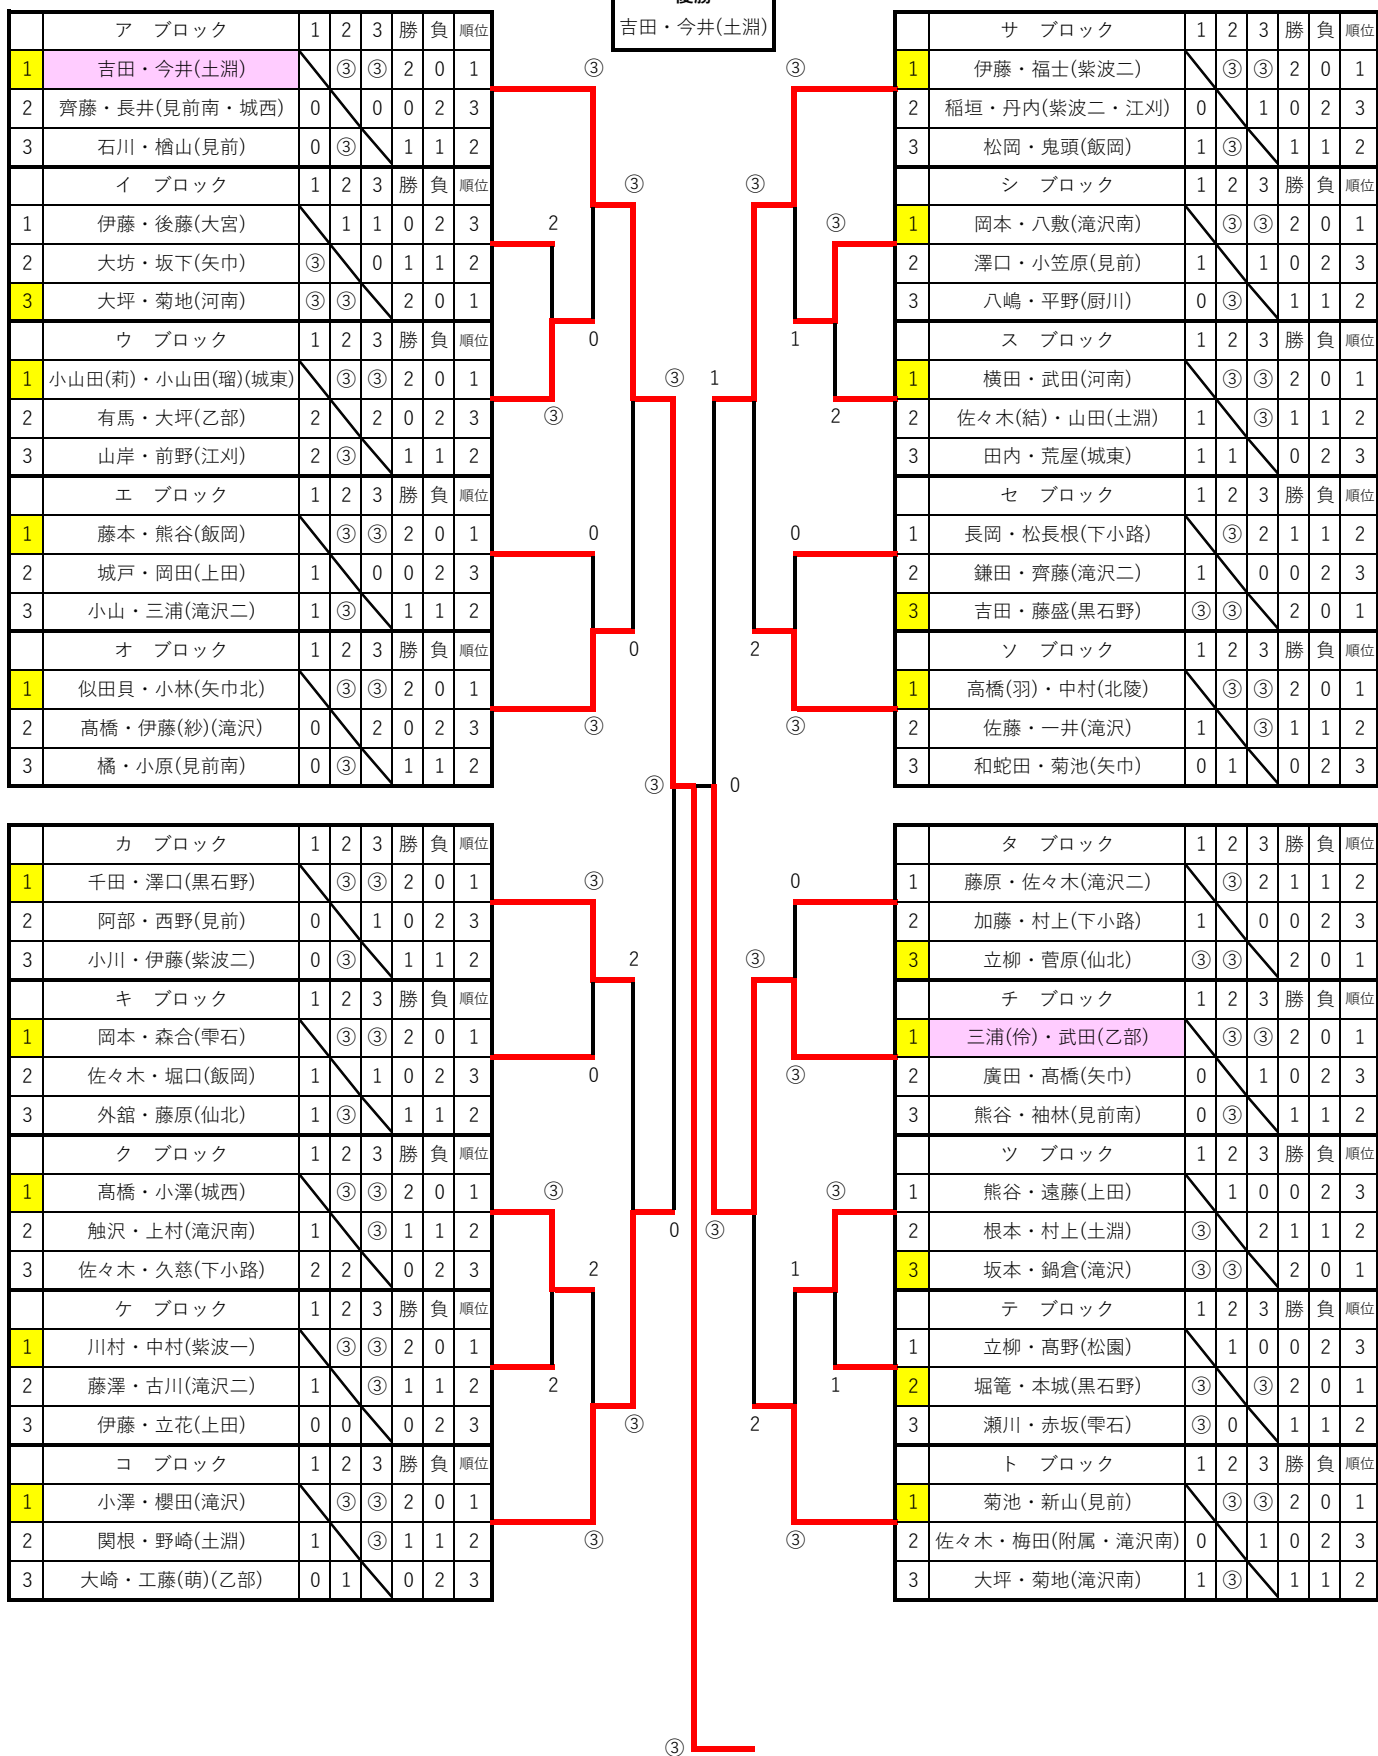 吉田・今井(土淵)
ア ブロック 1 2 3 勝 負 順位
1 吉田・今井(土淵) ③ ③ 2 0 1
2 齊藤・長井(見前南・城西) 0 0 0 2 3
3 石川・楢山(見前) 0 ③ 1 1 2
イ ブロック 1 2 3 勝 負 順位
1 伊藤・後藤(大宮) 1 1 0 2 3
2 大坊・坂下(矢巾) ③ 0 1 1 2
3 大坪・菊地(河南) ③ ③ 2 0 1
ウ ブロック 1 2 3 勝 負 順位
1 小山田(莉)・小山田(瑠)(城東) ③ ③ 2 0 1
2 有馬・大坪(乙部) 2 2 0 2 3
3 山岸・前野(江刈) 2 ③ 1 1 2
エ ブロック 1 2 3 勝 負 順位
1 藤本・熊谷(飯岡) ③ ③ 2 0 1
2 城戸・岡田(上田) 1 0 0 2 3
3 小山・三浦(滝沢二) 1 ③ 1 1 2
オ ブロック 1 2 3 勝 負 順位
1 似田貝・小林(矢巾北) ③ ③ 2 0 1
2 髙橋・伊藤(紗)(滝沢) 0 2 0 2 3
3 橘・小原(見前南) 0 ③ 1 1 2
カ ブロック 1 2 3 勝 負 順位
1 千田・澤口(黒石野) ③ ③ 2 0 1
2 阿部・西野(見前) 0 1 0 2 3
3 小川・伊藤(紫波二) 0 ③ 1 1 2
キ ブロック 1 2 3 勝 負 順位
1 岡本・森合(雫石) ③ ③ 2 0 1
2 佐々木・堀口(飯岡) 1 1 0 2 3
3 外舘・藤原(仙北) 1 ③ 1 1 2
ク ブロック 1 2 3 勝 負 順位
1 髙橋・小澤(城西) ③ ③ 2 0 1
2 触沢・上村(滝沢南) 1 ③ 1 1 2
3 佐々木・久慈(下小路) 2 2 0 2 3
ケ ブロック 1 2 3 勝 負 順位
1 川村・中村(紫波一) ③ ③ 2 0 1
2 藤澤・古川(滝沢二) 1 ③ 1 1 2
3 伊藤・立花(上田) 0 0 0 2 3
コ ブロック 1 2 3 勝 負 順位
1 小澤・櫻田(滝沢) ③ ③ 2 0 1
2 関根・野崎(土淵) 1 ③ 1 1 2
3 大崎・工藤(萌)(乙部) 0 1 0 2 3
③
③
2
0
③
③
0
0
③
③
③
2
0
③
2
0
2
③
③
③
③
③
1
③
1
2
0
2
③
0
0
③
③
③
③
1
1
2
③
サ ブロック 1 2 3 勝 負 順位
1 伊藤・福士(紫波二) ③ ③ 2 0 1
2 稲垣・丹内(紫波二・江刈) 0 1 0 2 3
3 松岡・鬼頭(飯岡) 1 ③ 1 1 2
シ ブロック 1 2 3 勝 負 順位
1 岡本・八敷(滝沢南) ③ ③ 2 0 1
2 澤口・小笠原(見前) 1 1 0 2 3
3 八嶋・平野(厨川) 0 ③ 1 1 2
ス ブロック 1 2 3 勝 負 順位
1 横田・武田(河南) ③ ③ 2 0 1
2 佐々木(結)・山田(土淵) 1 ③ 1 1 2
3 田内・荒屋(城東) 1 1 0 2 3
セ ブロック 1 2 3 勝 負 順位
1 長岡・松長根(下小路) ③ 2 1 1 2
2 鎌田・齊藤(滝沢二) 1 0 0 2 3
3 吉田・藤盛(黒石野) ③ ③ 2 0 1
ソ ブロック 1 2 3 勝 負 順位
1 高橋(羽)・中村(北陵) ③ ③ 2 0 1
2 佐藤・一井(滝沢) 1 ③ 1 1 2
3 和蛇田・菊池(矢巾) 0 1 0 2 3
タ ブロック 1 2 3 勝 負 順位
1 藤原・佐々木(滝沢二) ③ 2 1 1 2
2 加藤・村上(下小路) 1 0 0 2 3
3 立柳・菅原(仙北) ③ ③ 2 0 1
チ ブロック 1 2 3 勝 負 順位
1 三浦(伶)・武田(乙部) ③ ③ 2 0 1
2 廣田・髙橋(矢巾) 0 1 0 2 3
3 熊谷・袖林(見前南) 0 ③ 1 1 2
ツ ブロック 1 2 3 勝 負 順位
1 熊谷・遠藤(上田) 1 0 0 2 3
2 根本・村上(土淵) ③ 2 1 1 2
3 坂本・鍋倉(滝沢) ③ ③ 2 0 1
テ ブロック 1 2 3 勝 負 順位
1 立柳・髙野(松園) 1 0 0 2 3
2 堀篭・本城(黒石野) ③ ③ 2 0 1
3 瀬川・赤坂(雫石) ③ 0 1 1 2
ト ブロック 1 2 3 勝 負 順位
1 菊池・新山(見前) ③ ③ 2 0 1
2 佐々木・梅田(附属・滝沢南) 0 1 0 2 3
3 大坪・菊地(滝沢南) 1 ③ 1 1 2